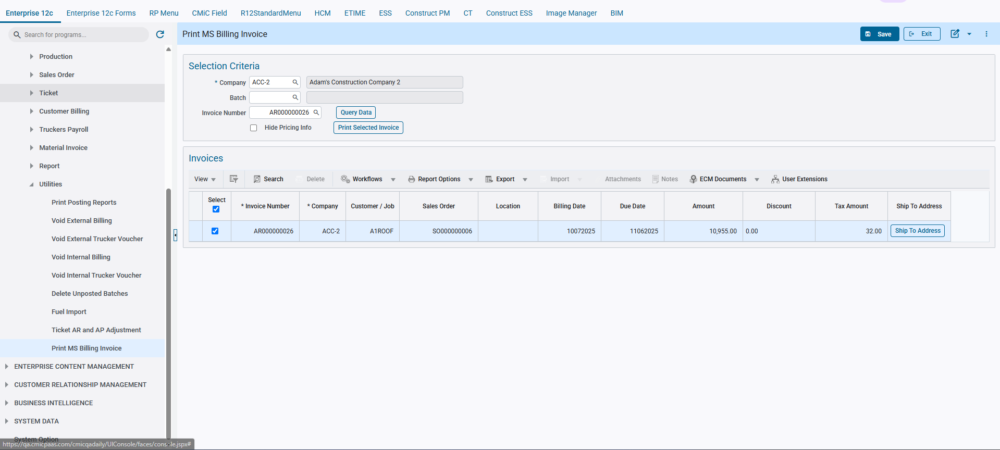 Enterprise 12c Enterprise 12c Forms RP Menu CMiC Field R12StandardMenu HCM ETIME ESS Construct PM CT Construct ESS Image Manager BIM
Search for programs...
Print MS Billing Invoice
Save Exit
Production
Sales Order
Ticket
Customer Billing
Truckers Payroll
Material Invoice
Report
Utilities
Print Posting Reports
Void External Billing
Void External Trucker Voucher
Void Internal Billing
Void Internal Trucker Voucher
Delete Unposted Batches
Fuel Import
Ticket AR and AP Adjustment
Print MS Billing Invoice
ENTERPRISE CONTENT MANAGEMENT
CUSTOMER RELATIONSHIP MANAGEMENT
BUSINESS INTELLIGENCE
SYSTEM DATA
System Option
https://qa.cmicpaas.com/cmicqadaily/UIConsole/faces/console.jspx#
Selection Criteria
* Company ACC-2 Adam's Construction Company 2
Batch
Invoice Number AR000000026 Query Data
Hide Pricing Info Print Selected Invoice
Invoices
View Search Delete Workflows Report Options Export Import Attachments Notes ECM Documents User Extensions
Select * Invoice Number * Company Customer / Job Sales Order Location Billing Date Due Date Amount Discount Tax Amount Ship To Address
AR000000026 ACC-2 A1ROOF SO000000006 10072025 11062025 10,955.00 0.00 32.00 Ship To Address